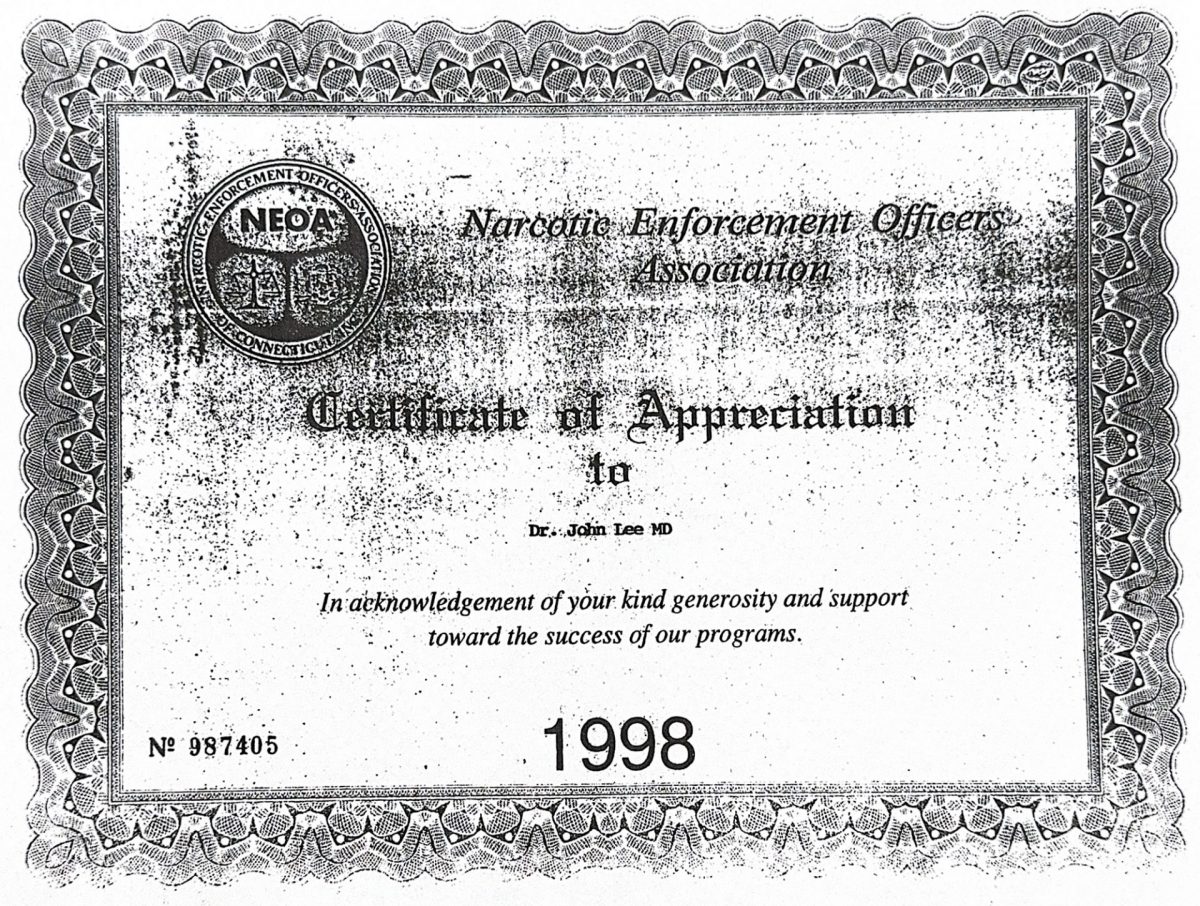 NARCOTIC ENFORCEMENT OFFICERS ASSOCIATION
NEOA
OF CONNECTICUT, INC.
Narcotic Enforcement Officers
Association
Certificate of Appreciation
to
Dr. John Lee MD
In acknowledgement of your kind generosity and support
toward the success of our programs.
Nº 987405
1998